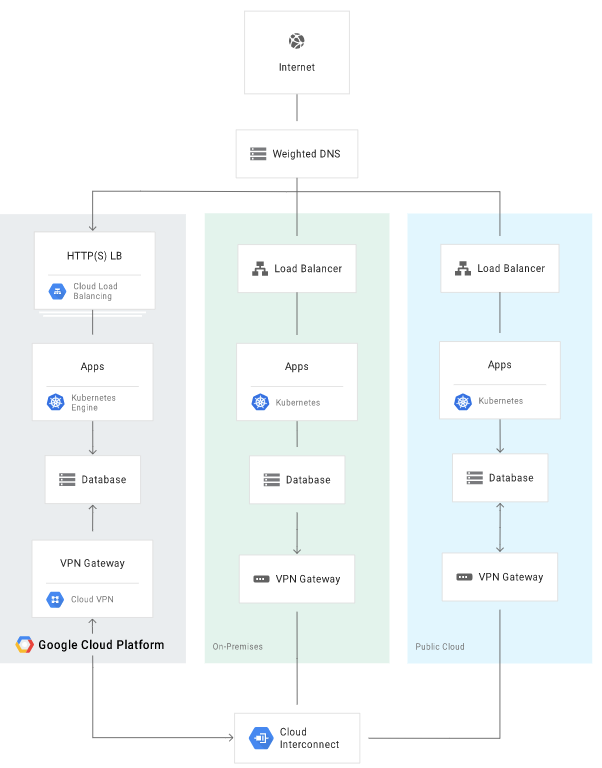 Internet
Weighted DNS
HTTP(S) LB
Cloud Load
Balancing
Apps
Kubernetes
Engine
Database
VPN Gateway
Cloud VPN
Google Cloud Platform
Load Balancer
Apps
Kubernetes
Database
VPN Gateway
On-Premises
Load Balancer
Apps
Kubernetes
Database
VPN Gateway
Public Cloud
Cloud
Interconnect